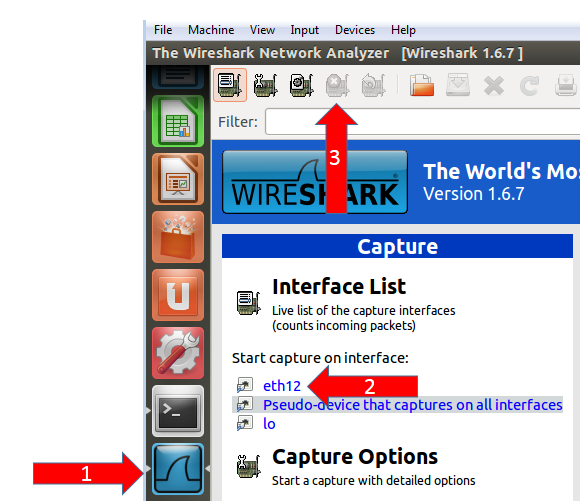 File Machine View Input Devices Help
The Wireshark Network Analyzer [Wireshark 1.6.7 ]
Filter:
3
WIRESHARK
The World's Mo
Version 1.6.7
Capture
Interface List
Live list of the capture interfaces
(counts incoming packets)
Start capture on interface:
eth12
2
Pseudo-device that captures on all interfaces
lo
Capture Options
Start a capture with detailed options
1